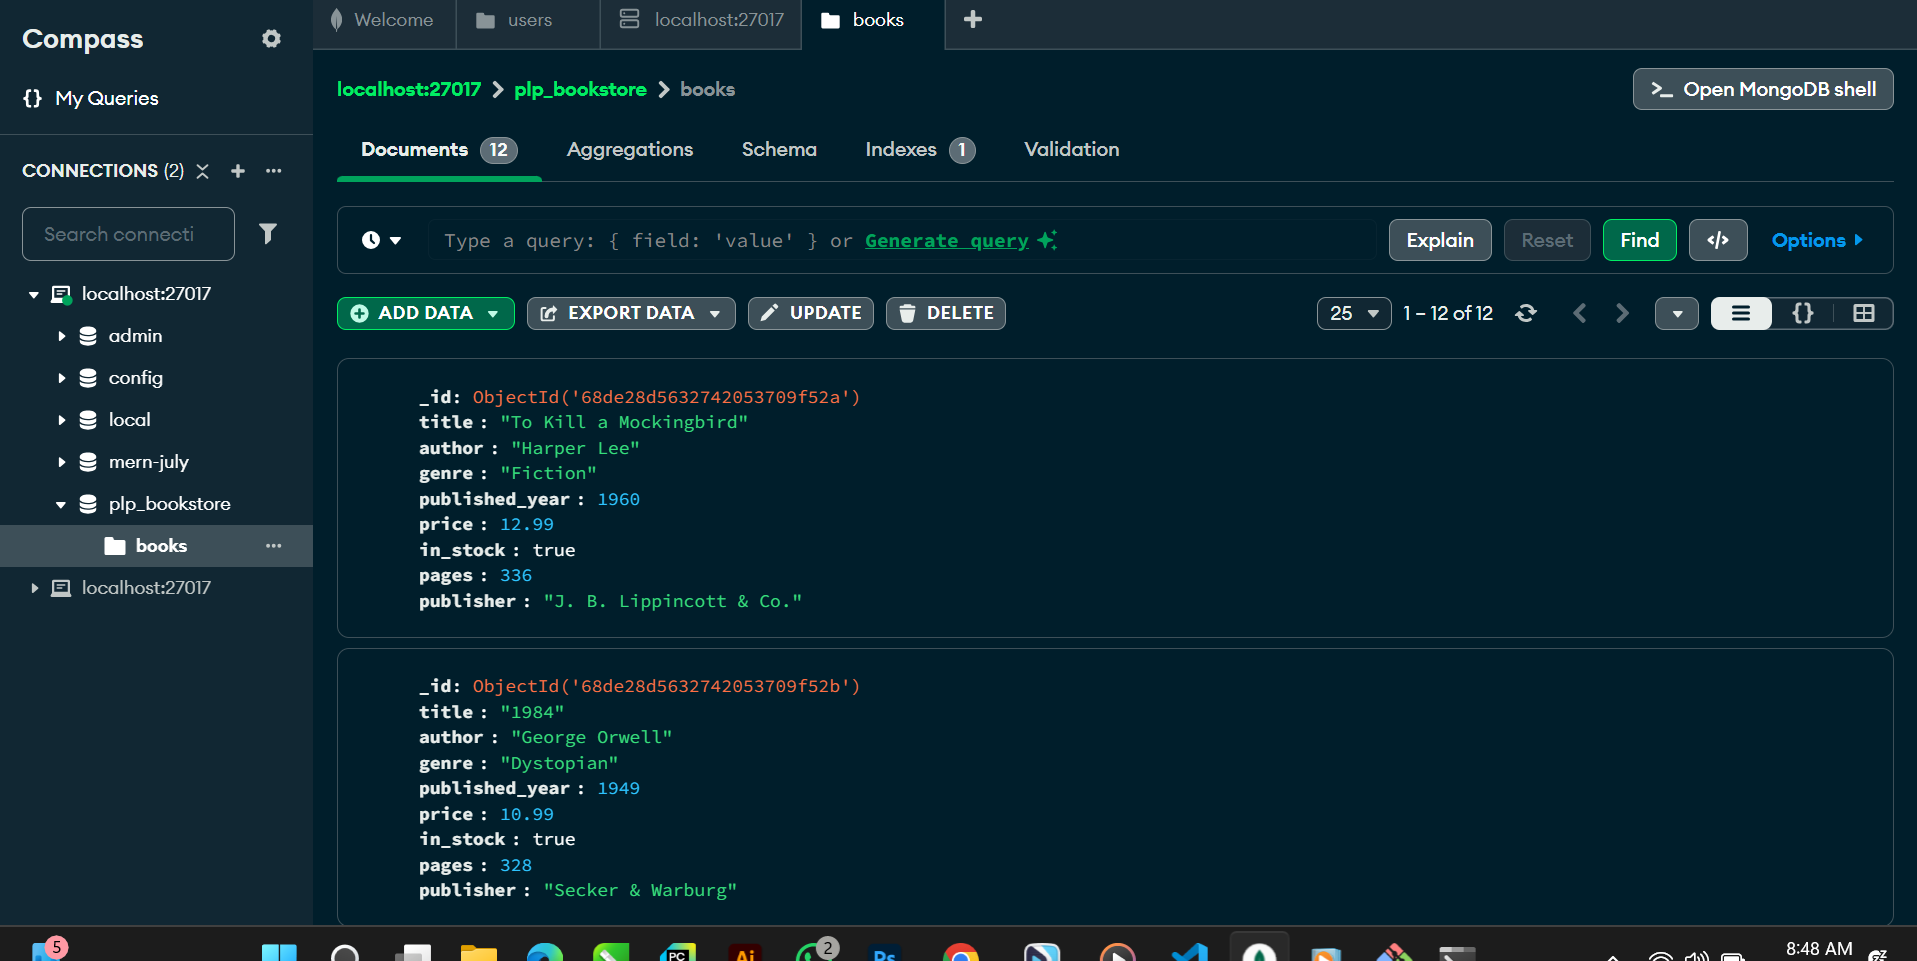 Compass
My Queries
CONNECTIONS (2)
Search connecti
localhost:27017
admin
config
local
mern-july
plp_bookstore
books
localhost:27017
Welcome
users
localhost:27017
books
localhost:27017 > plp_bookstore > books
>_ Open MongoDB shell
Documents 12
Aggregations
Schema
Indexes 1
Validation
Type a query: { field: 'value' } or Generate query
Explain
Reset
Find
</>
Options
ADD DATA
EXPORT DATA
UPDATE
DELETE
25
1 – 12 of 12
{}
_id: ObjectId('68de28d5632742053709f52a')
title : "To Kill a Mockingbird"
author : "Harper Lee"
genre : "Fiction"
published_year : 1960
price : 12.99
in_stock : true
pages : 336
publisher : "J. B. Lippincott & Co."
_id: ObjectId('68de28d5632742053709f52b')
title : "1984"
author : "George Orwell"
genre : "Dystopian"
published_year : 1949
price : 10.99
in_stock : true
pages : 328
publisher : "Secker & Warburg"
5
PC
Ai
2
Ps
8:48 AM